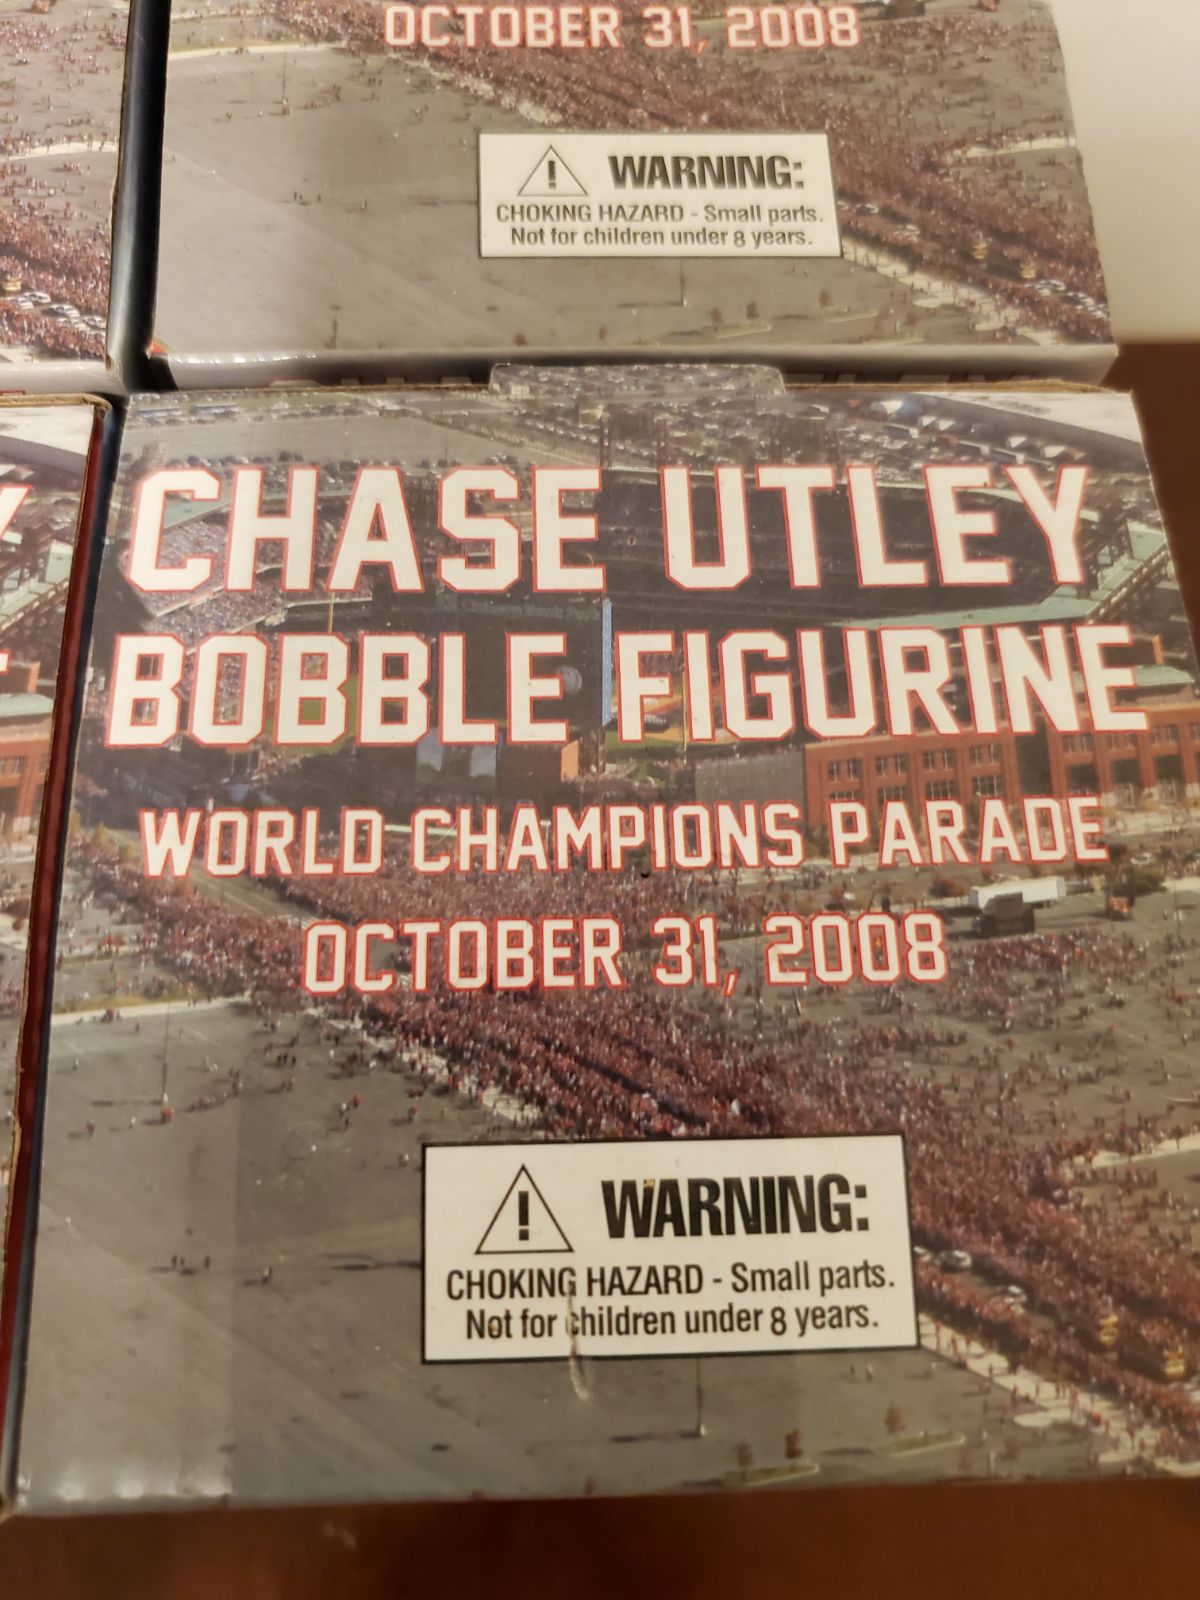 OCTOBER 31, 2008
WARNING:
CHOKING HAZARD - Small parts.
Not for children under 8 years.
CHASE UTLEY
BOBBLE FIGURINE
WORLD CHAMPIONS PARADE
OCTOBER 31, 2008
WARNING:
CHOKING HAZARD - Small parts.
Not for children under 8 years.